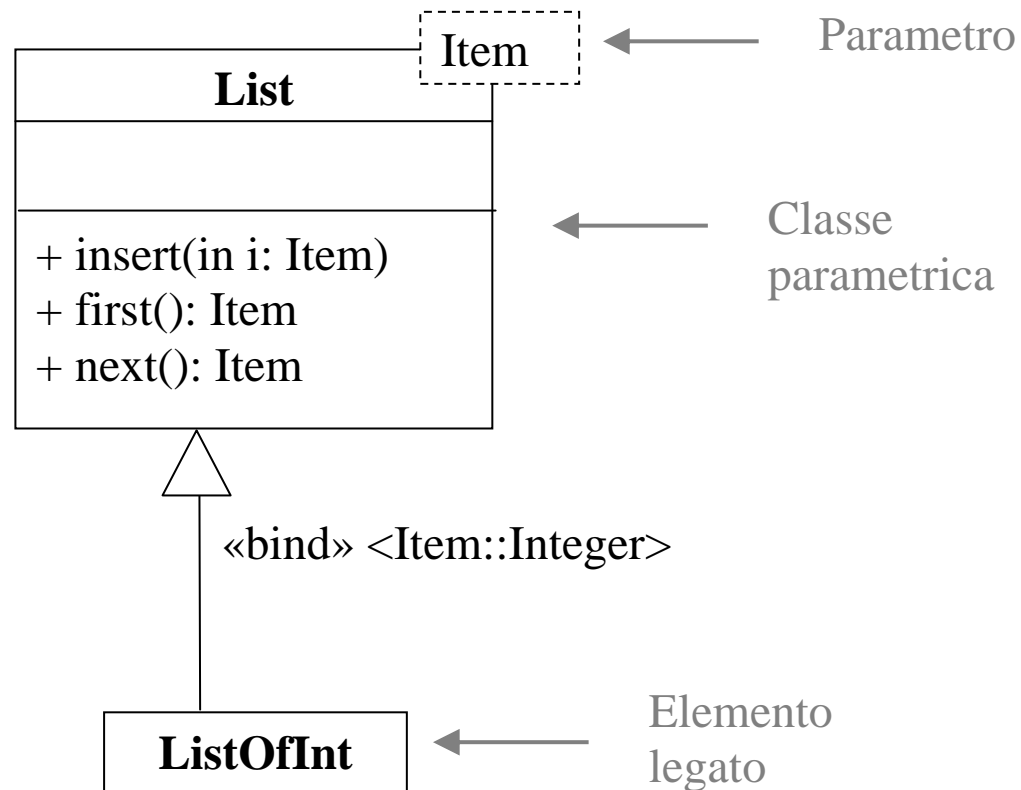 Item
Parametro
List
Classe
parametrica
+ insert(in i: Item)
+ first(): Item
+ next(): Item
«bind» <Item::Integer>
Elemento
legato
ListOfInt